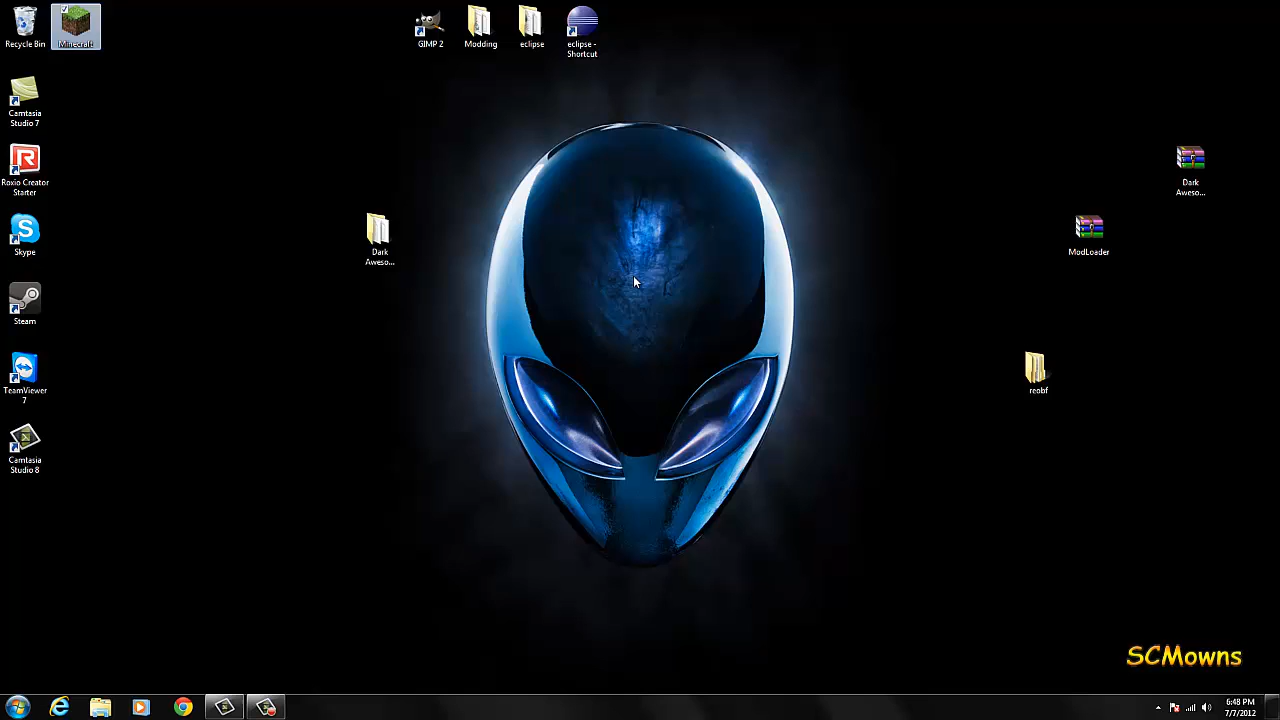 Recycle Bin
Minecraft
GIMP 2
Modding
eclipse
eclipse -
Shortcut
Camtasia
Studio 7
Roxio Creator
Starter
Dark
Aweso...
Skype
Dark
Aweso...
ModLoader
Steam
TeamViewer
7
reobf
Camtasia
Studio 8
SCMowns
6:48 PM
7/7/2012